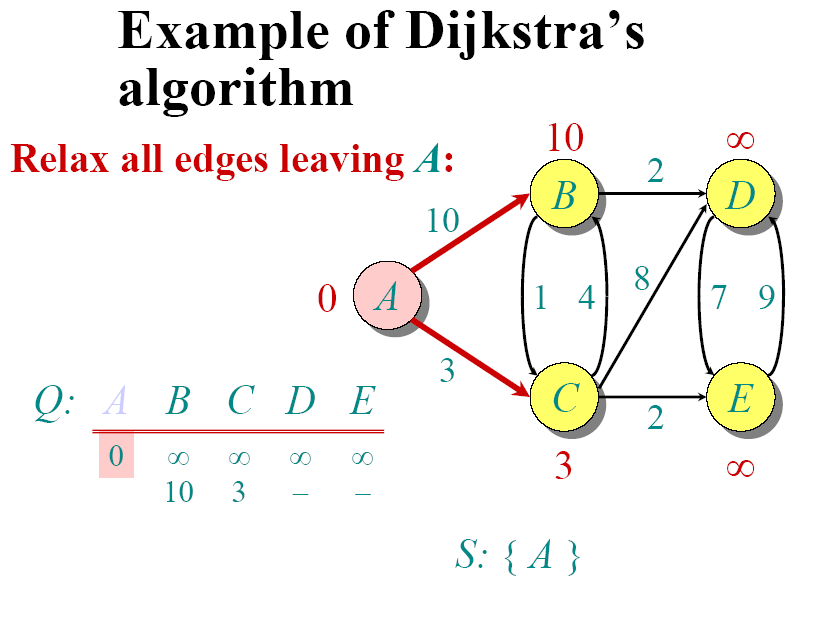 Example of Dijkstra’s
algorithm
Relax all edges leaving A:
10
∞
B
2
D
10
0
A
1
4
8
7
9
3
Q: A B C D E
C
2
E
0 ∞ ∞ ∞ ∞
10 3 – –
3
∞
S: { A }